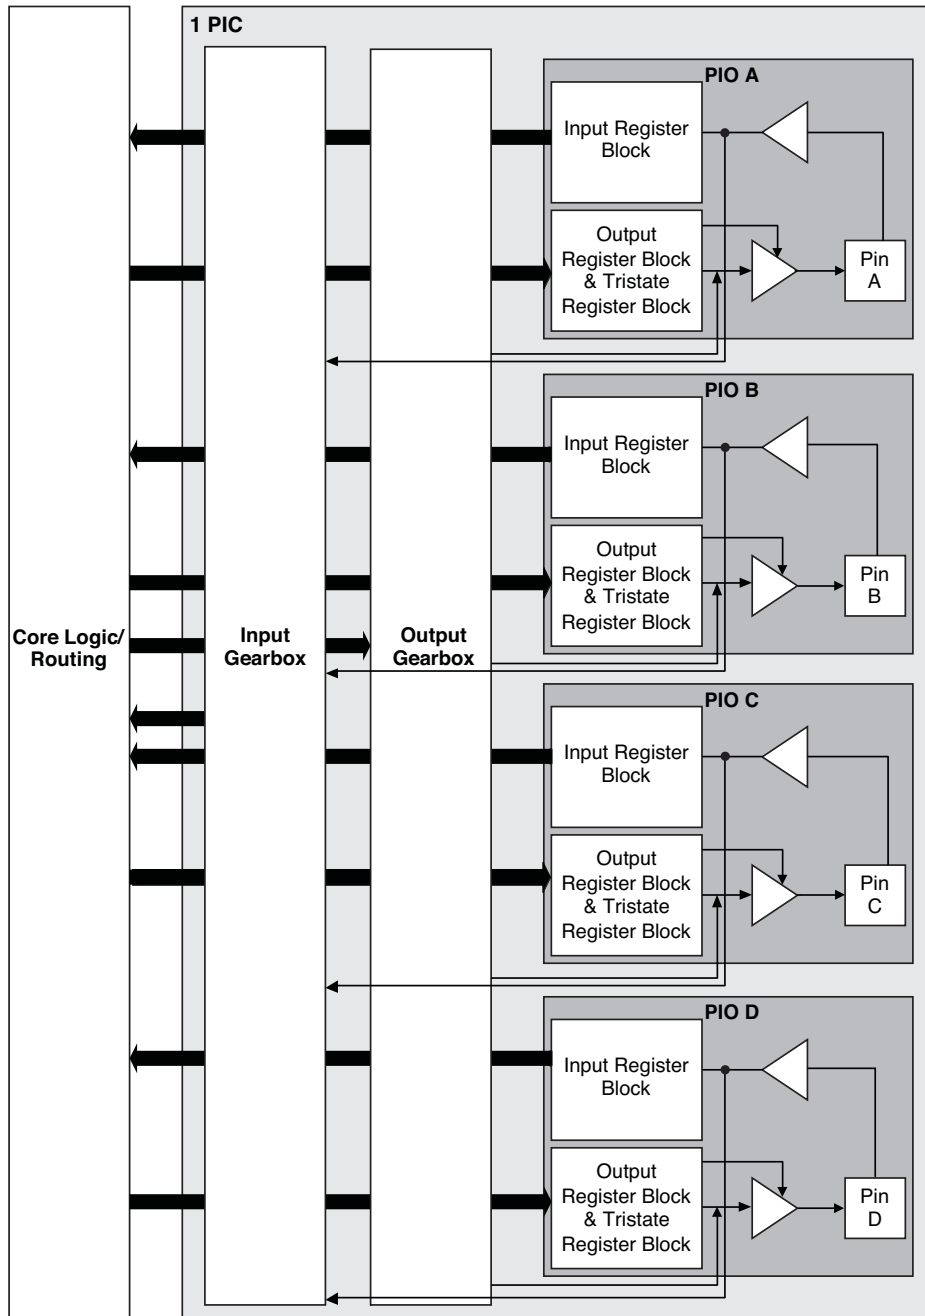 1 PIC
PIO A
Input Register
Block
Output
Register Block
& Tristate
Register Block
Pin
A
PIO B
Input Register
Block
Output
Register Block
& Tristate
Register Block
Pin
B
Core Logic/
Routing
Input
Gearbox
Output
Gearbox
PIO C
Input Register
Block
Output
Register Block
& Tristate
Register Block
Pin
C
PIO D
Input Register
Block
Output
Register Block
& Tristate
Register Block
Pin
D